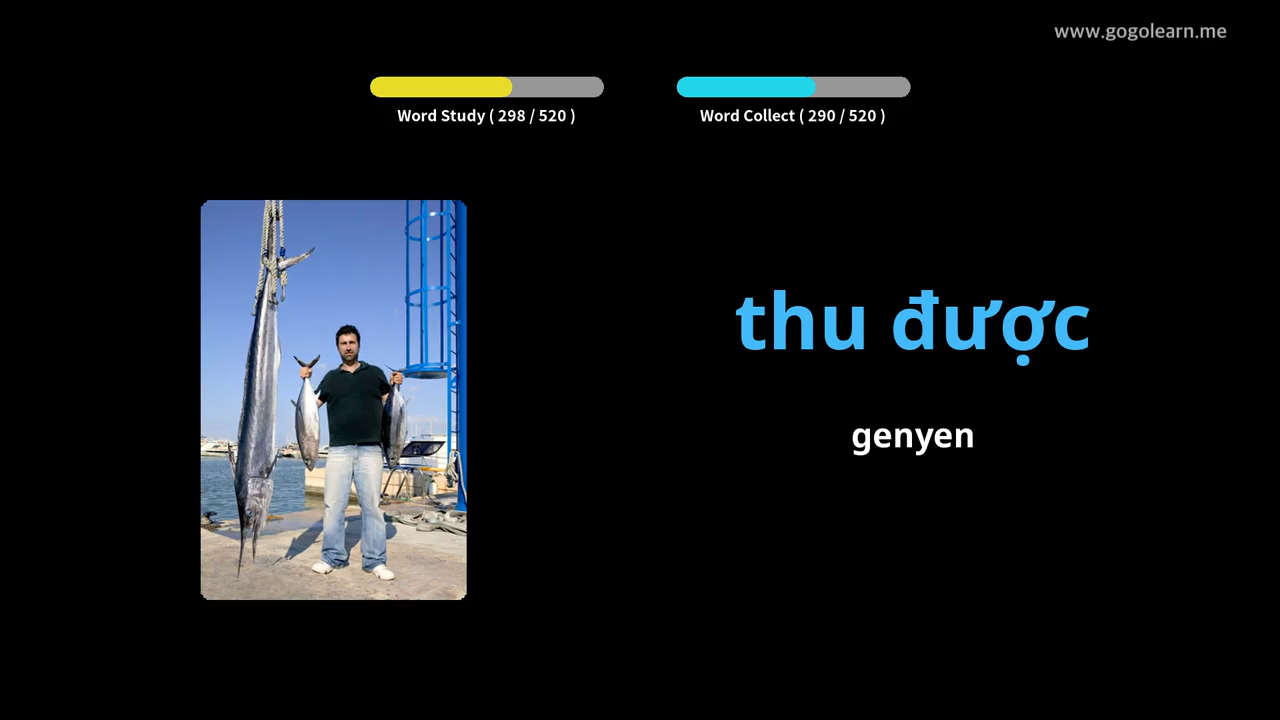 www.gogolearn.me
Word Study ( 298 / 520 )
Word Collect ( 290 / 520 )
thu được
genyen